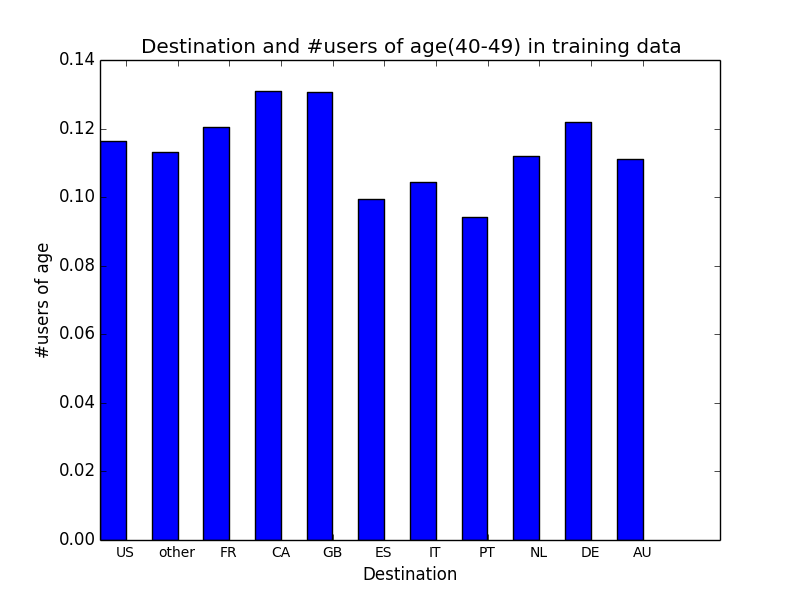 Destination and #users of age(40-49) in training data
0.14
0.12
0.10
0.08
0.06
0.04
0.02
0.00
#users of age
US other FR CA GB ES IT PT NL DE AU
Destination